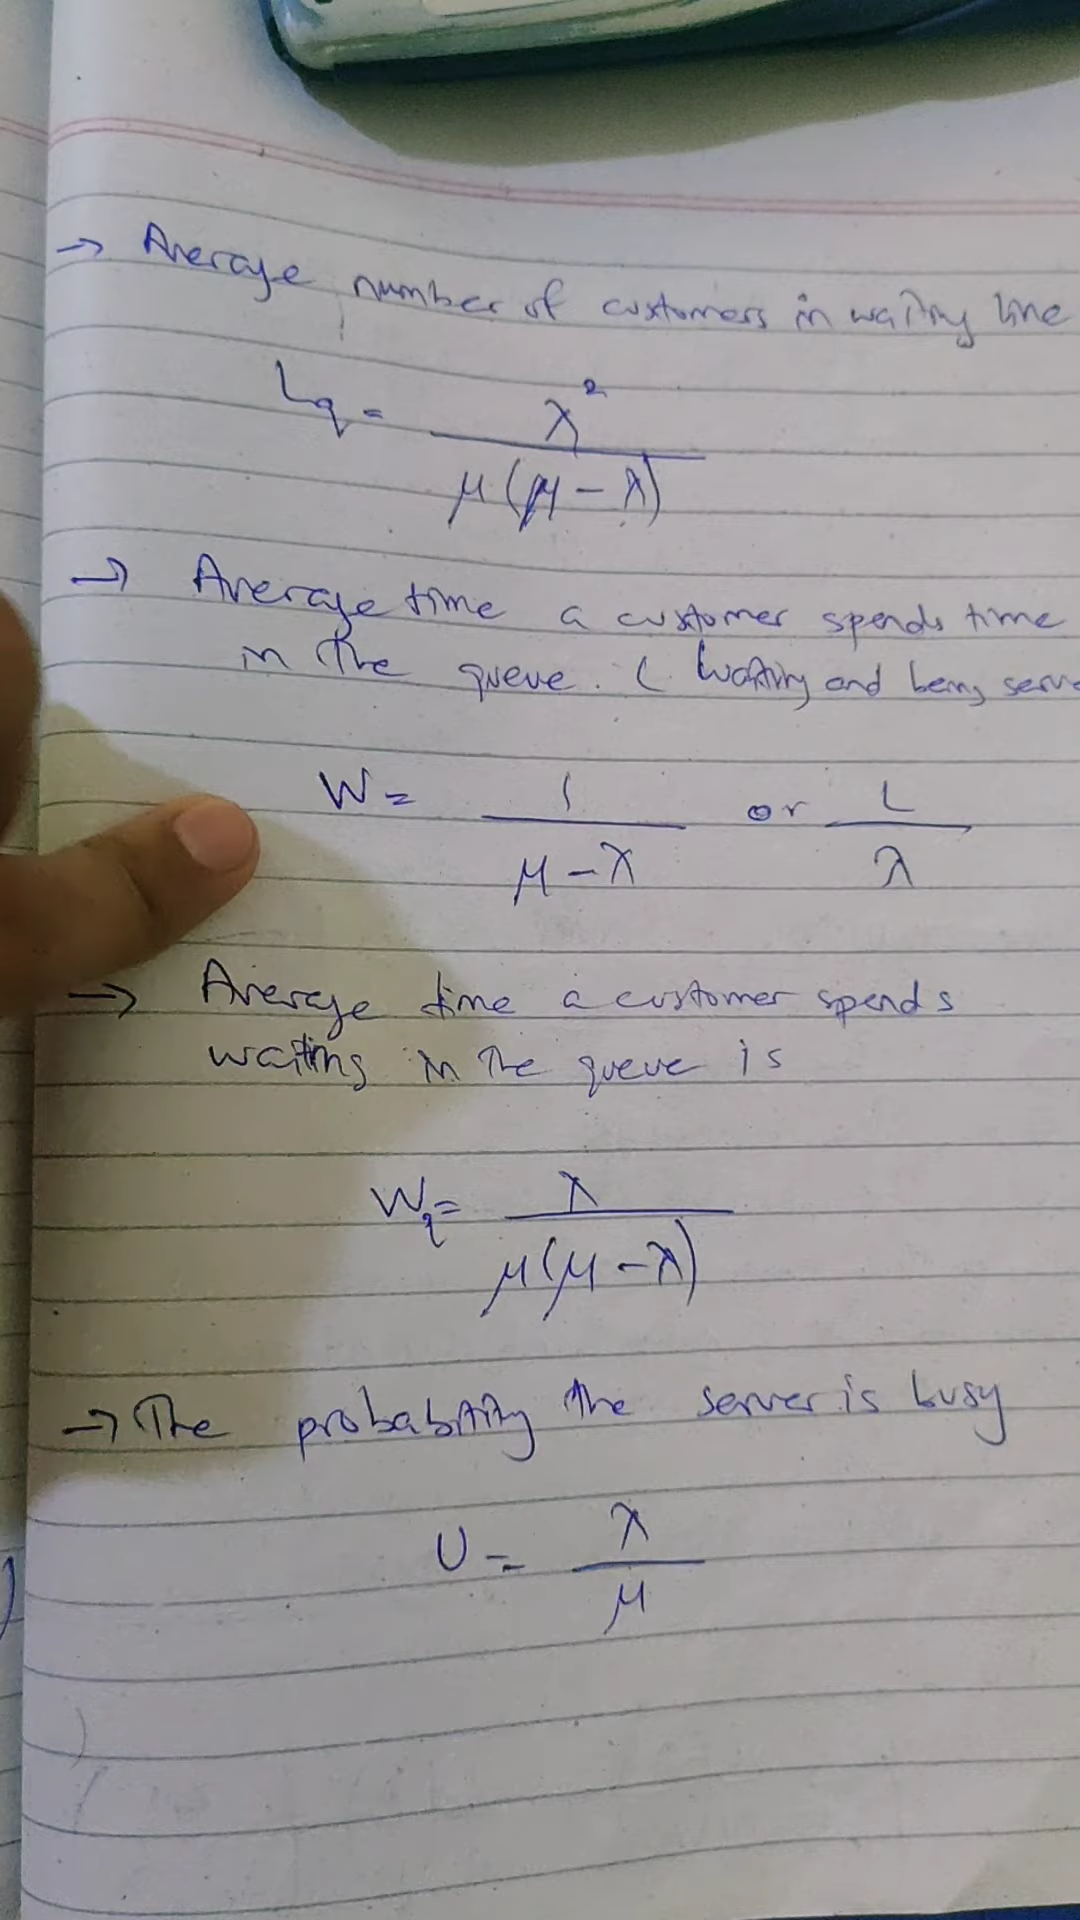 → Average number of customers in waiting line
Lq = λ² / μ(μ - λ)
→ Average time a customer spends time
in the queue. ( Waiting and being serve
W = 1 / μ - λ or L / λ
→ Average time a customer spends
waiting in the queue is
Wq = λ / μ(μ - λ)
→ The probability the server is busy
U = λ / μ